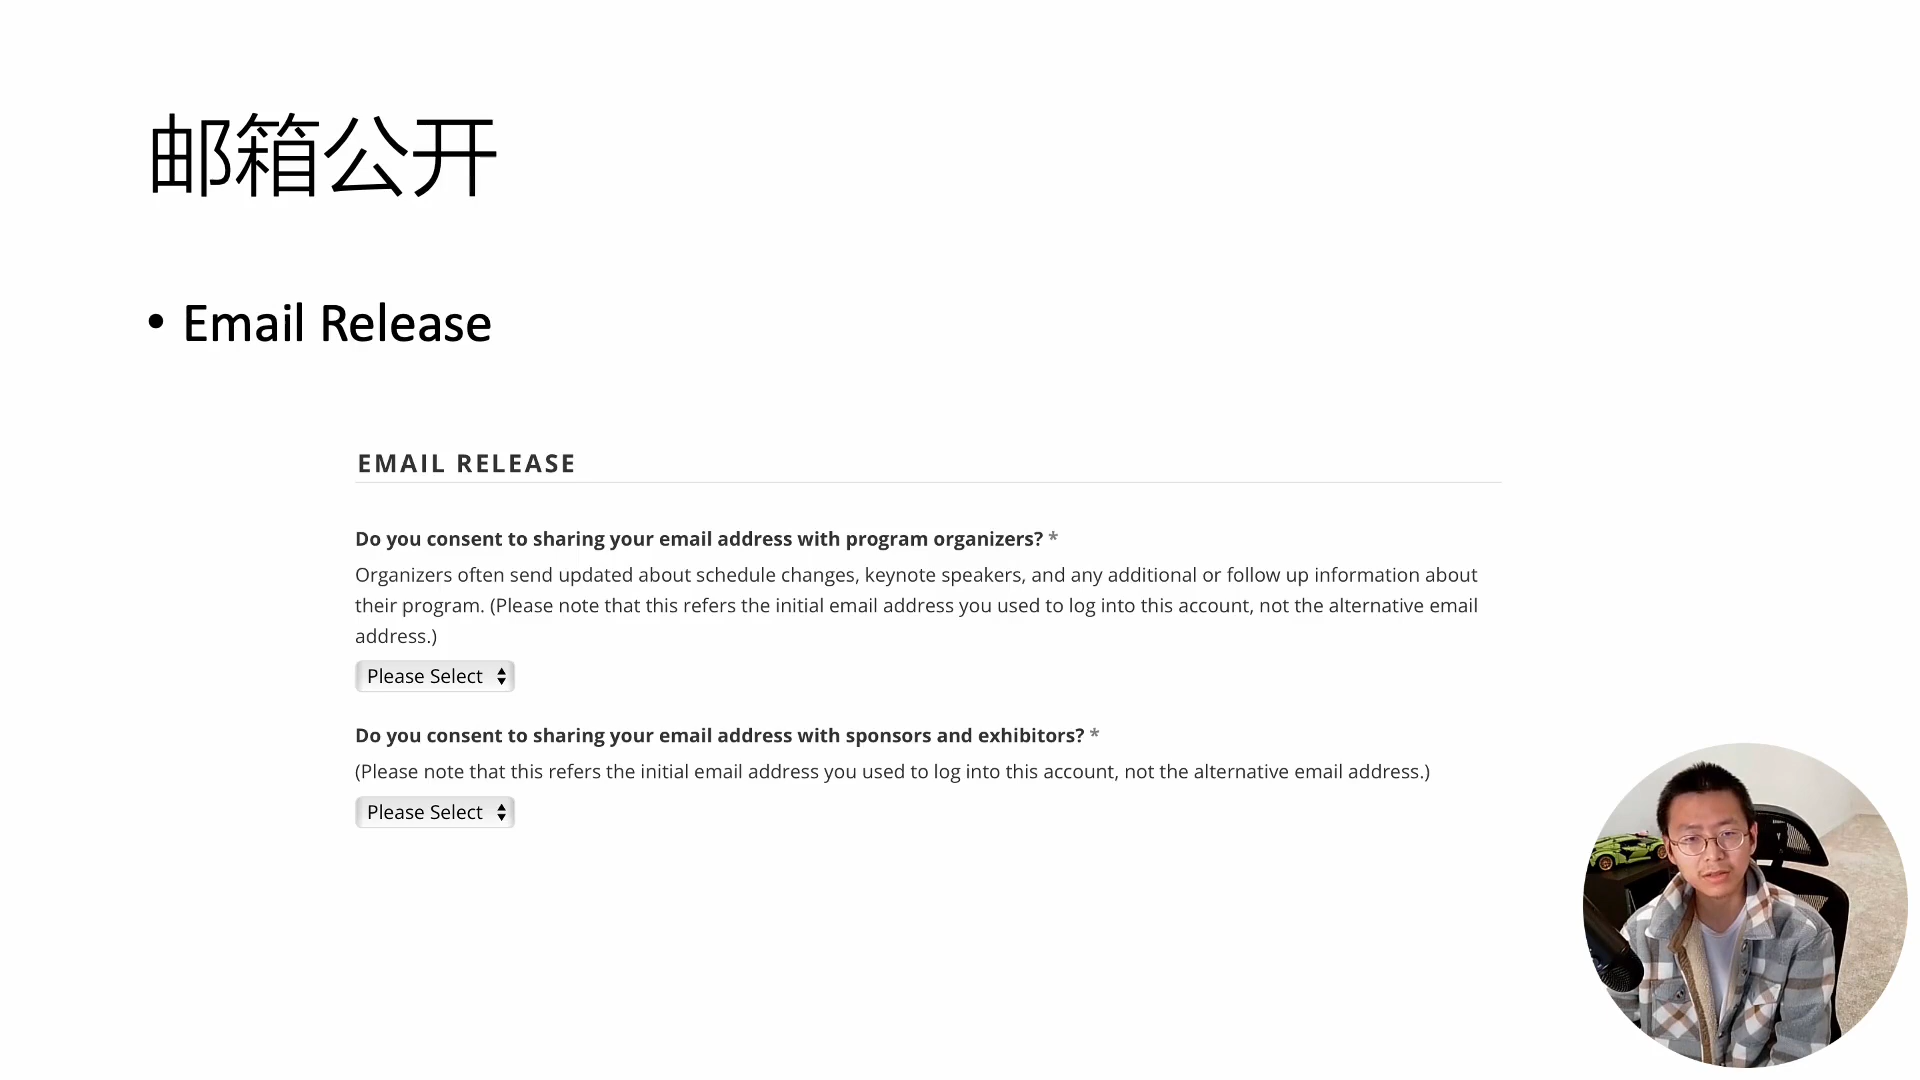 邮箱公开
• Email Release
EMAIL RELEASE
Do you consent to sharing your email address with program organizers? *
Organizers often send updated about schedule changes, keynote speakers, and any additional or follow up information about
their program. (Please note that this refers the initial email address you used to log into this account, not the alternative email
address.)
Please Select
Do you consent to sharing your email address with sponsors and exhibitors? *
(Please note that this refers the initial email address you used to log into this account, not the alternative email address.)
Please Select